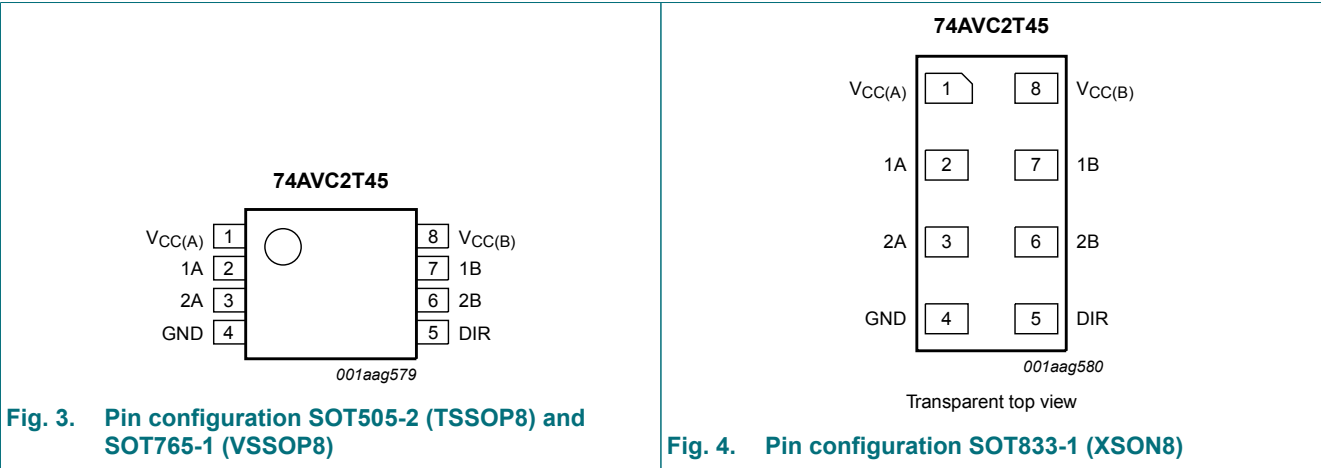 74AVC2T45
VCC(A) 1 8 VCC(B)
1A 2 7 1B
2A 3 6 2B
GND 4 5 DIR
001aag579
Fig. 3. Pin configuration SOT505-2 (TSSOP8) and
SOT765-1 (VSSOP8)
74AVC2T45
VCC(A) 1 8 VCC(B)
1A 2 7 1B
2A 3 6 2B
GND 4 5 DIR
001aag580
Transparent top view
Fig. 4. Pin configuration SOT833-1 (XSON8)